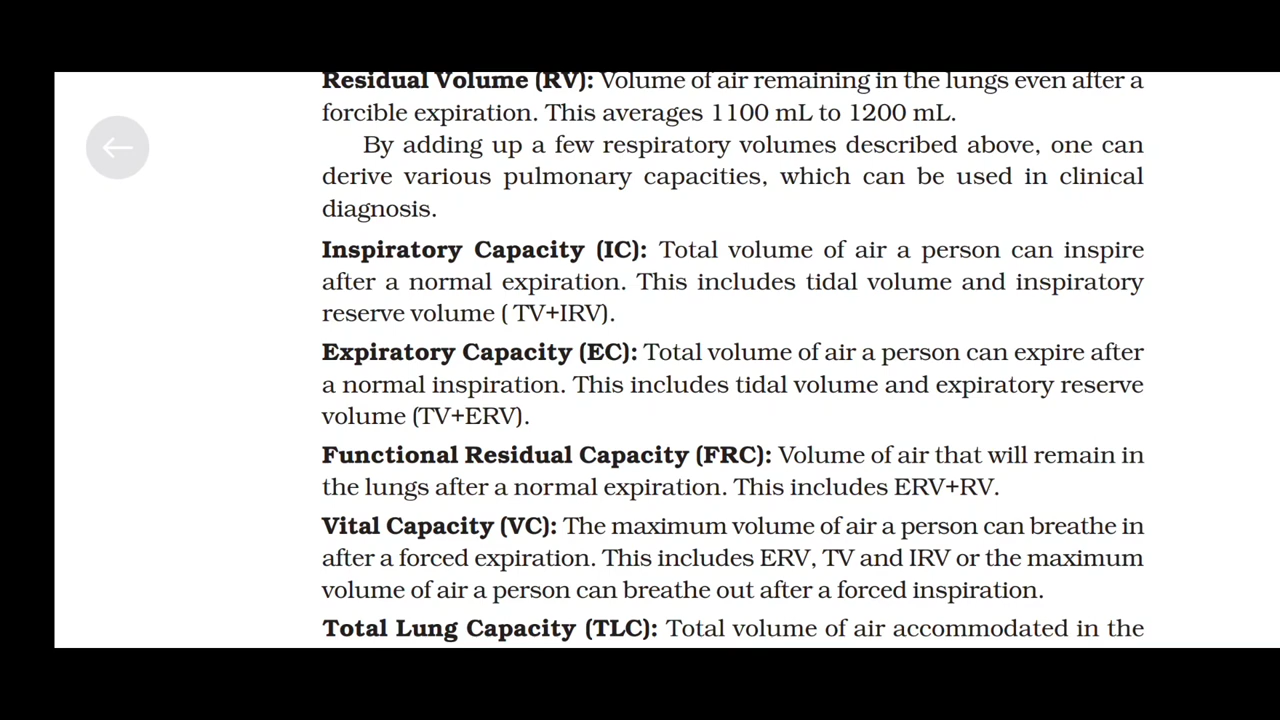 Residual Volume (RV): Volume of air remaining in the lungs even after a
forcible expiration. This averages 1100 mL to 1200 mL.
By adding up a few respiratory volumes described above, one can
derive various pulmonary capacities, which can be used in clinical
diagnosis.
Inspiratory Capacity (IC): Total volume of air a person can inspire
after a normal expiration. This includes tidal volume and inspiratory
reserve volume ( TV+IRV).
Expiratory Capacity (EC): Total volume of air a person can expire after
a normal inspiration. This includes tidal volume and expiratory reserve
volume (TV+ERV).
Functional Residual Capacity (FRC): Volume of air that will remain in
the lungs after a normal expiration. This includes ERV+RV.
Vital Capacity (VC): The maximum volume of air a person can breathe in
after a forced expiration. This includes ERV, TV and IRV or the maximum
volume of air a person can breathe out after a forced inspiration.
Total Lung Capacity (TLC): Total volume of air accommodated in the